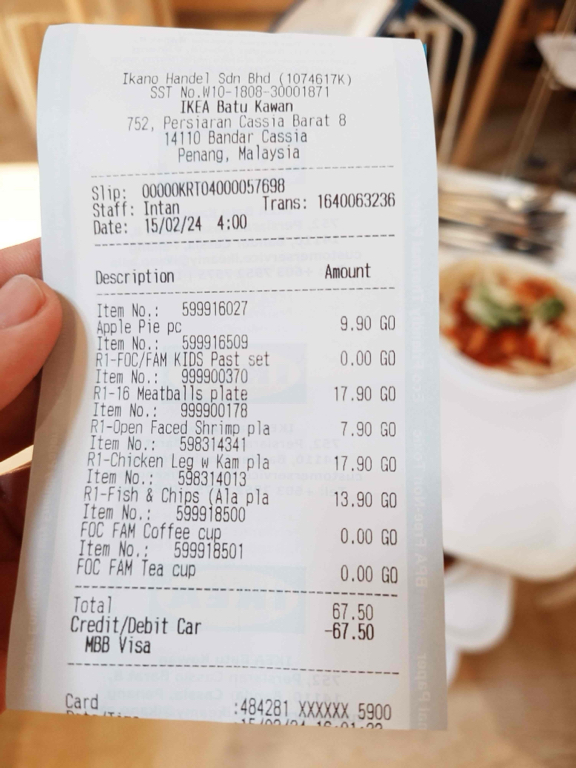 Ikano Handel Sdn Bhd (1074617K)
SST No.W10-1808-30001871
IKEA Batu Kawan
752, Persiaran Cassia Barat 8
14110 Bandar Cassia
Penang, Malaysia
Slip: 00000KRT04000057698
Staff: Intan Trans: 1640063236
Date: 15/02/24 4:00
Description Amount
Item No.: 599916027
Apple Pie pc 9.90 GO
Item No.: 599916509
R1-FOC/FAM KIDS Past set 0.00 GO
Item No.: 999900370
R1-16 Meatballs plate 17.90 GO
Item No.: 999900178
R1-Open Faced Shrimp pla 7.90 GO
Item No.: 598314341
R1-Chicken Leg w Kam pla 17.90 GO
Item No.: 598314013
R1-Fish & Chips (Ala pla 13.90 GO
Item No.: 599918500
FOC FAM Coffee cup 0.00 GO
Item No.: 599918501
FOC FAM Tea cup 0.00 GO
Total 67.50
Credit/Debit Car -67.50
MBB Visa
Card :484281 XXXXXX 5900